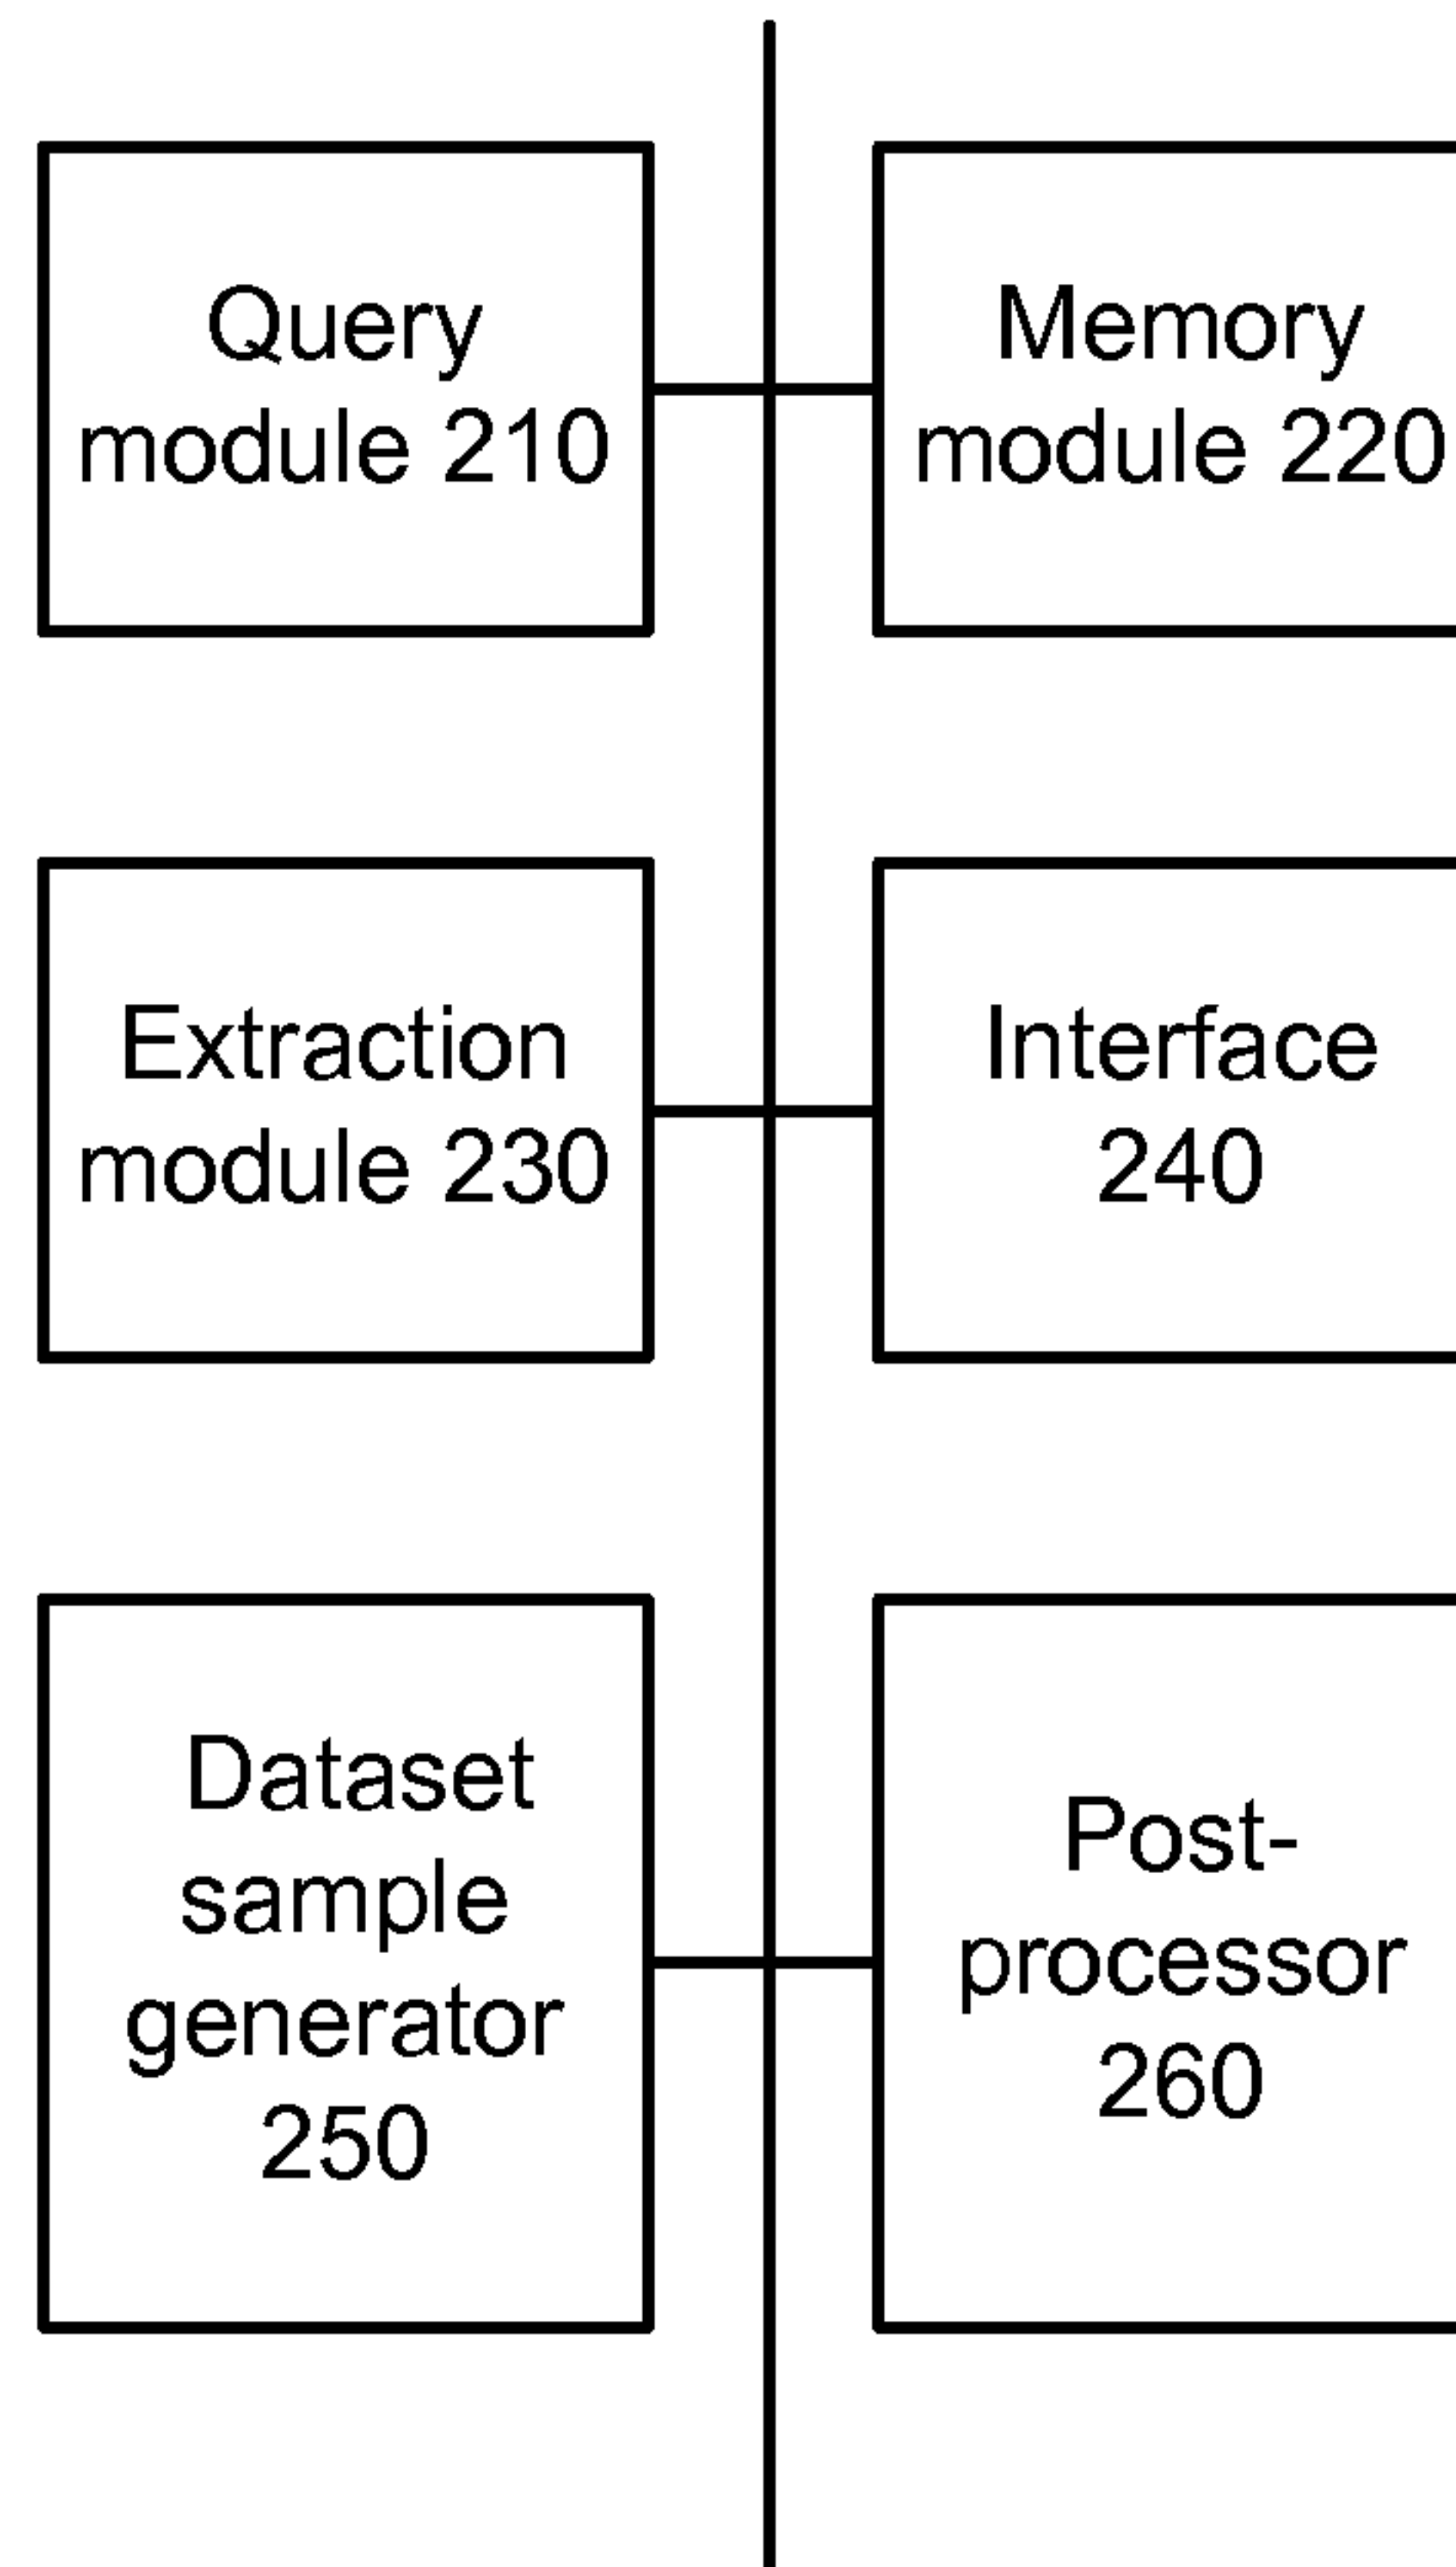 Query
module 210
Memory
module 220
Extraction
module 230
Interface
240
Dataset
sample
generator
250
Post-
processor
260